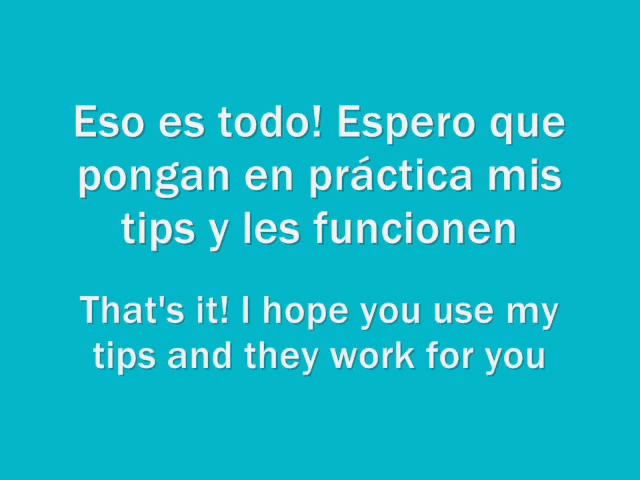 Eso es todo! Espero que
pongan en práctica mis
tips y les funcionen
That's it! I hope you use my
tips and they work for you